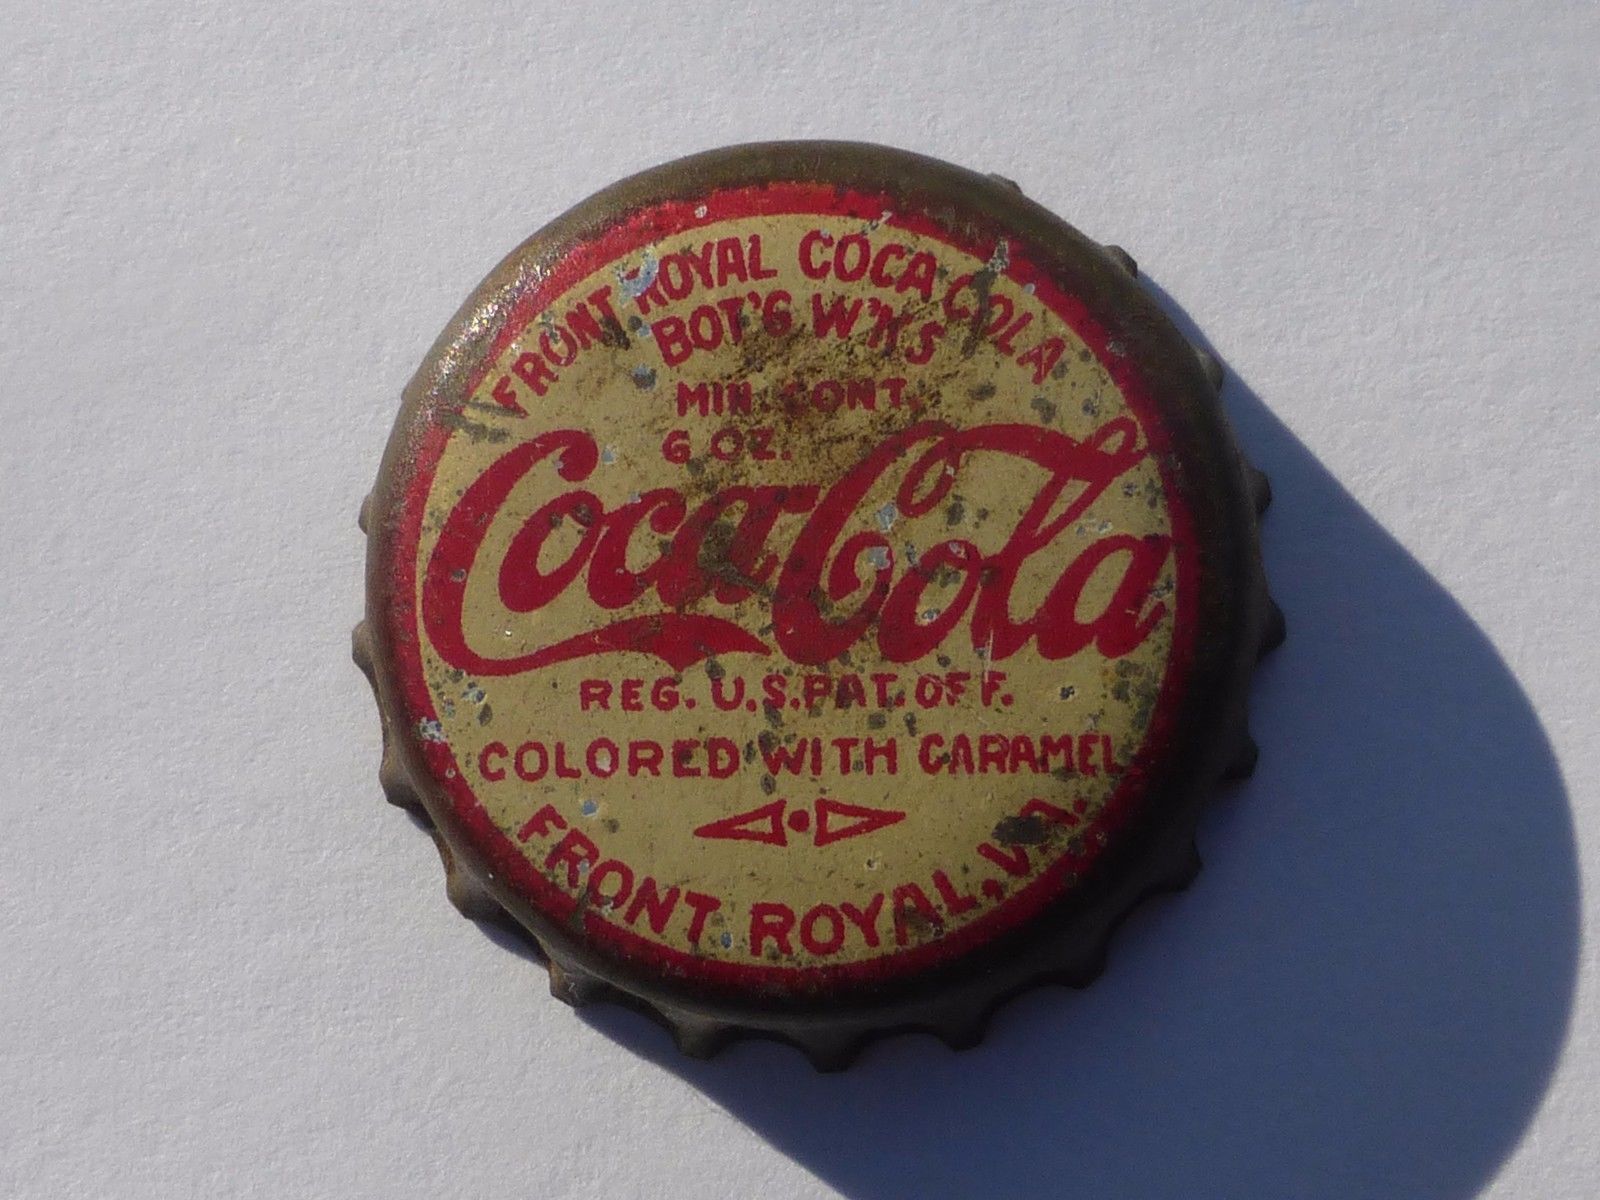 FRONT ROYAL COCA COLA
BOT'G W'KS
MIN. CONT.
6 OZ.
Coca-Cola
REG. U.S. PAT. OFF.
COLORED WITH CARAMEL
FRONT ROYAL, VA.